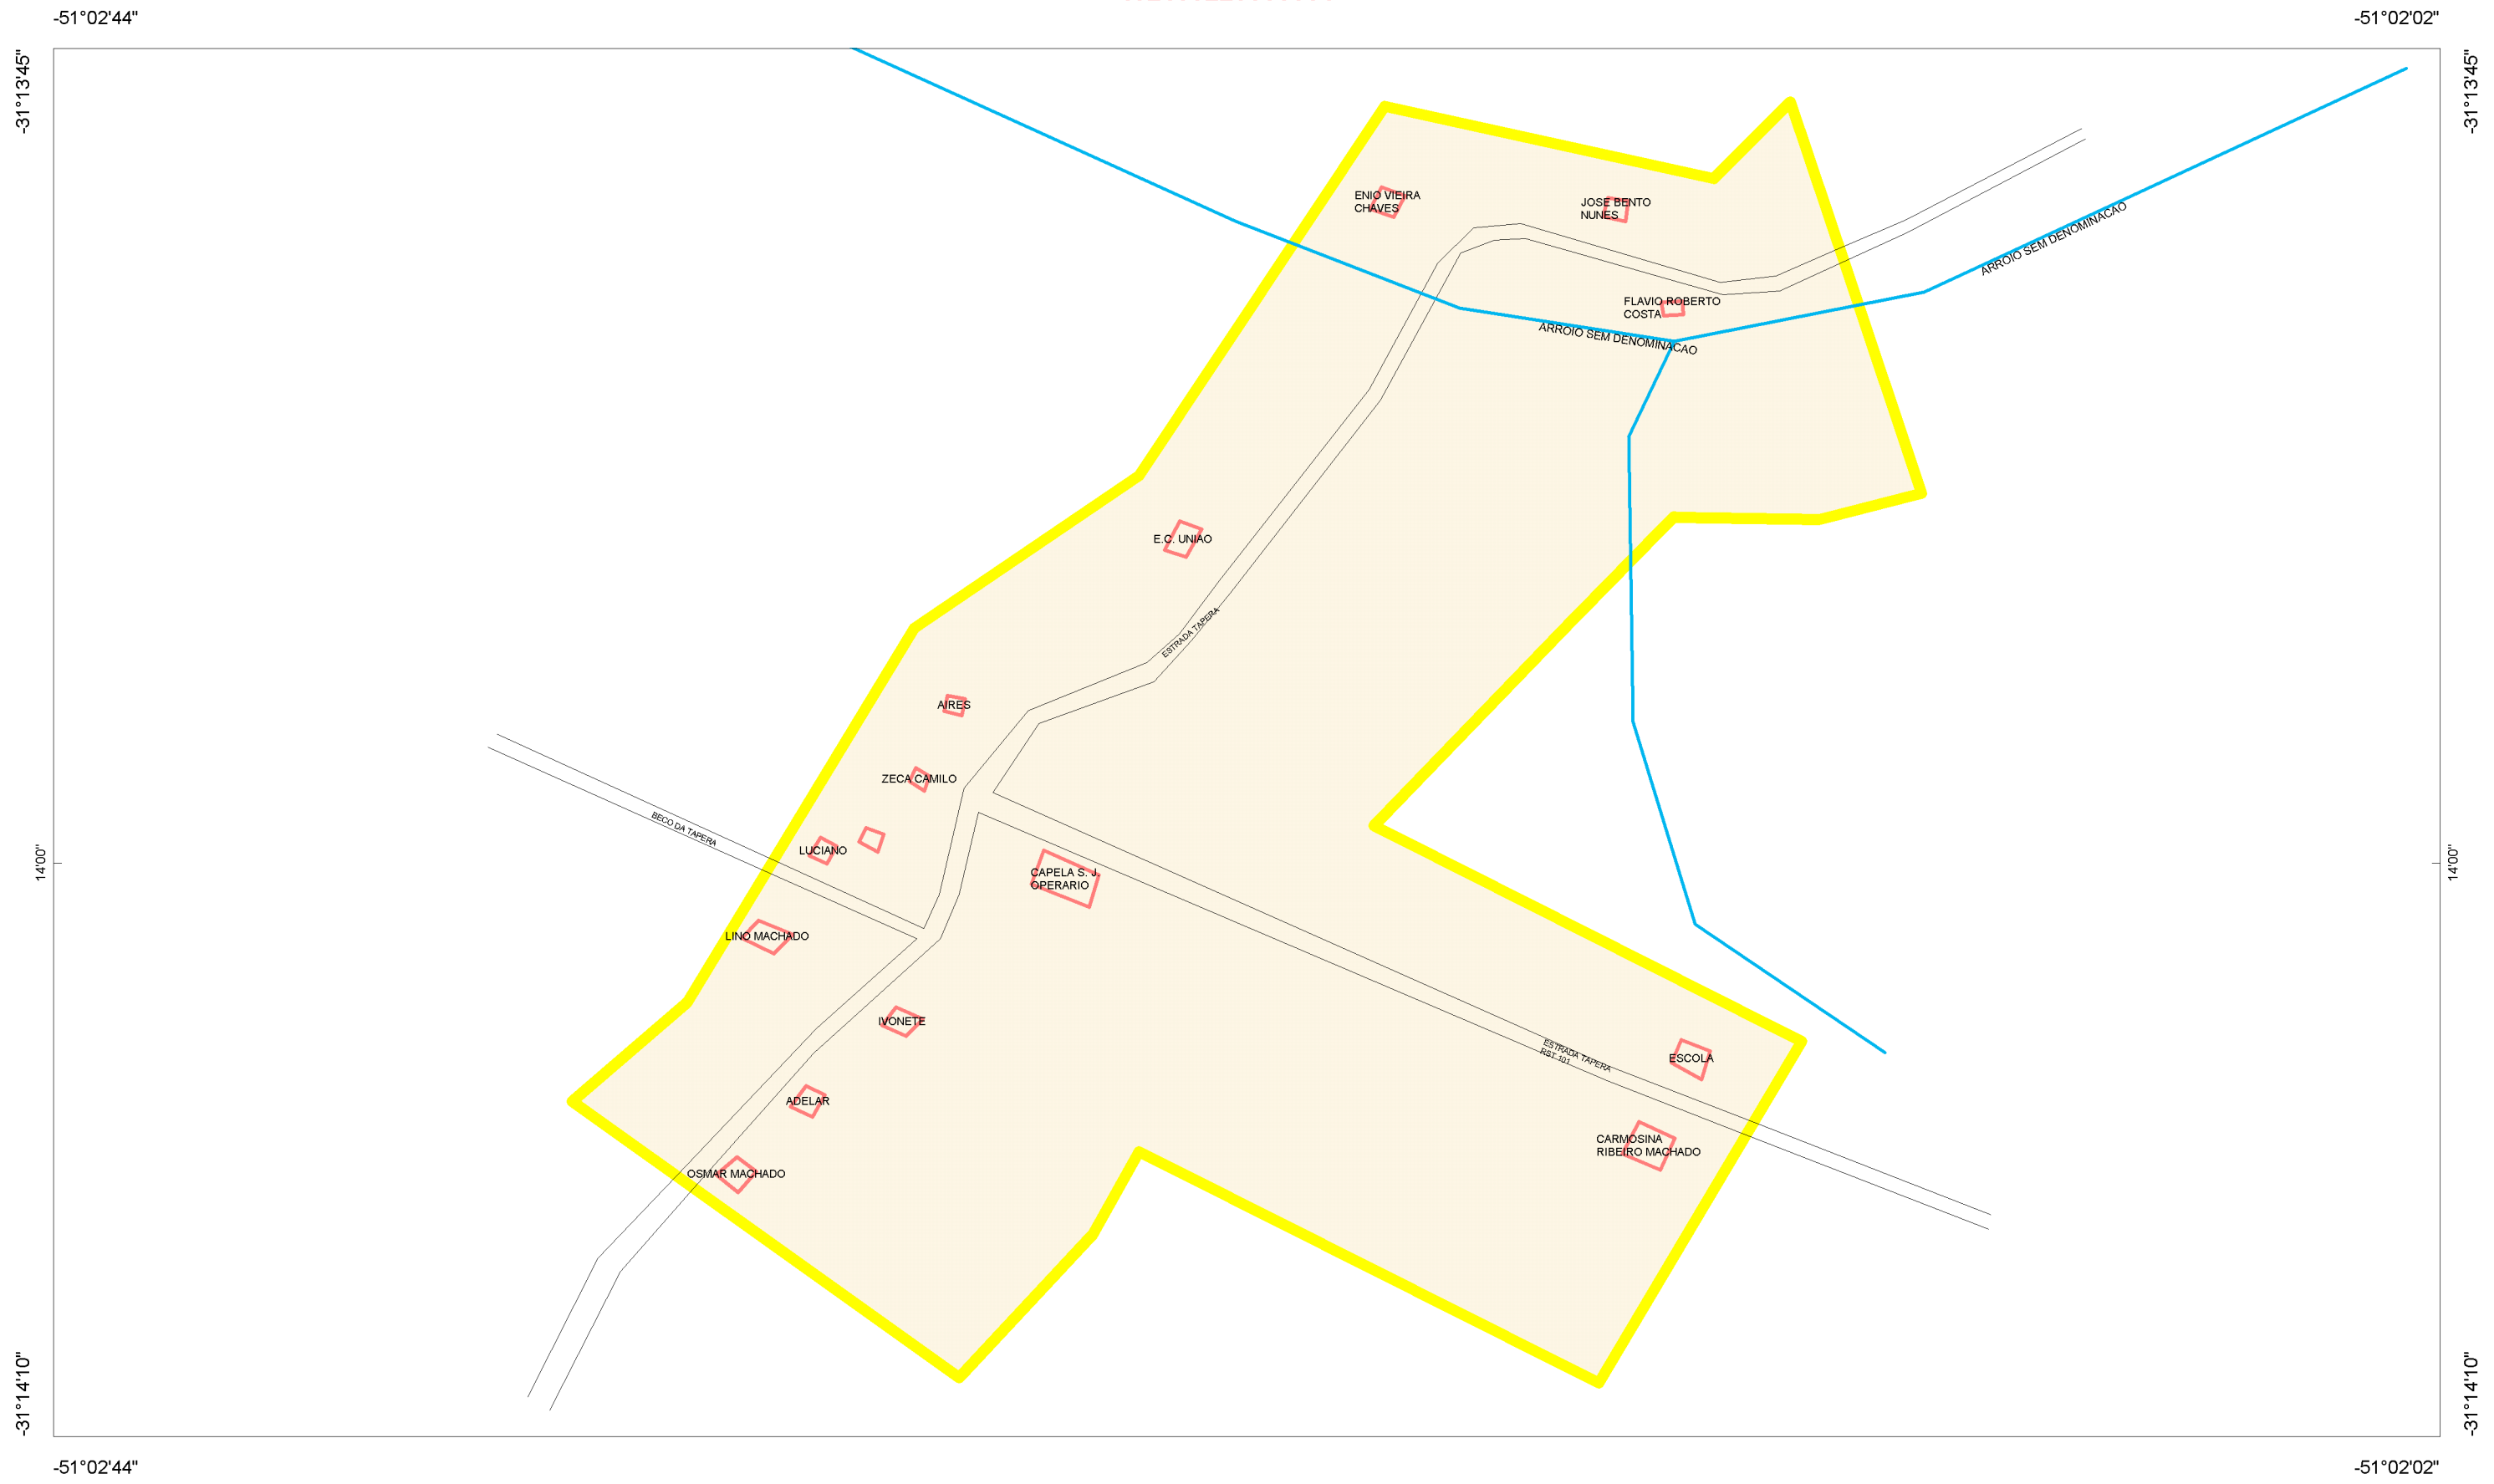 -51°02'44"
-51°02'02"
-31°13'45"
-31°13'45"
ENIO VIEIRA
CHAVES
JOSE BENTO
NUNES
ARROIO SEM DENOMINACAO
FLAVIO ROBERTO
COSTA
ARROIO SEM DENOMINACAO
E.C. UNIAO
ESTRADA TAPERA
AIRES
ZECA CAMILO
BECO DA TAPERA
LUCIANO
14'00"
14'00"
CAPELA S. J.
OPERARIO
LINO MACHADO
IVONETE
ESTRADA TAPERA
RST 101
ESCOLA
ADELAR
CARMOSINA
RIBEIRO MACHADO
OSMAR MACHADO
-31°14'10"
-31°14'10"
-51°02'44"
-51°02'02"